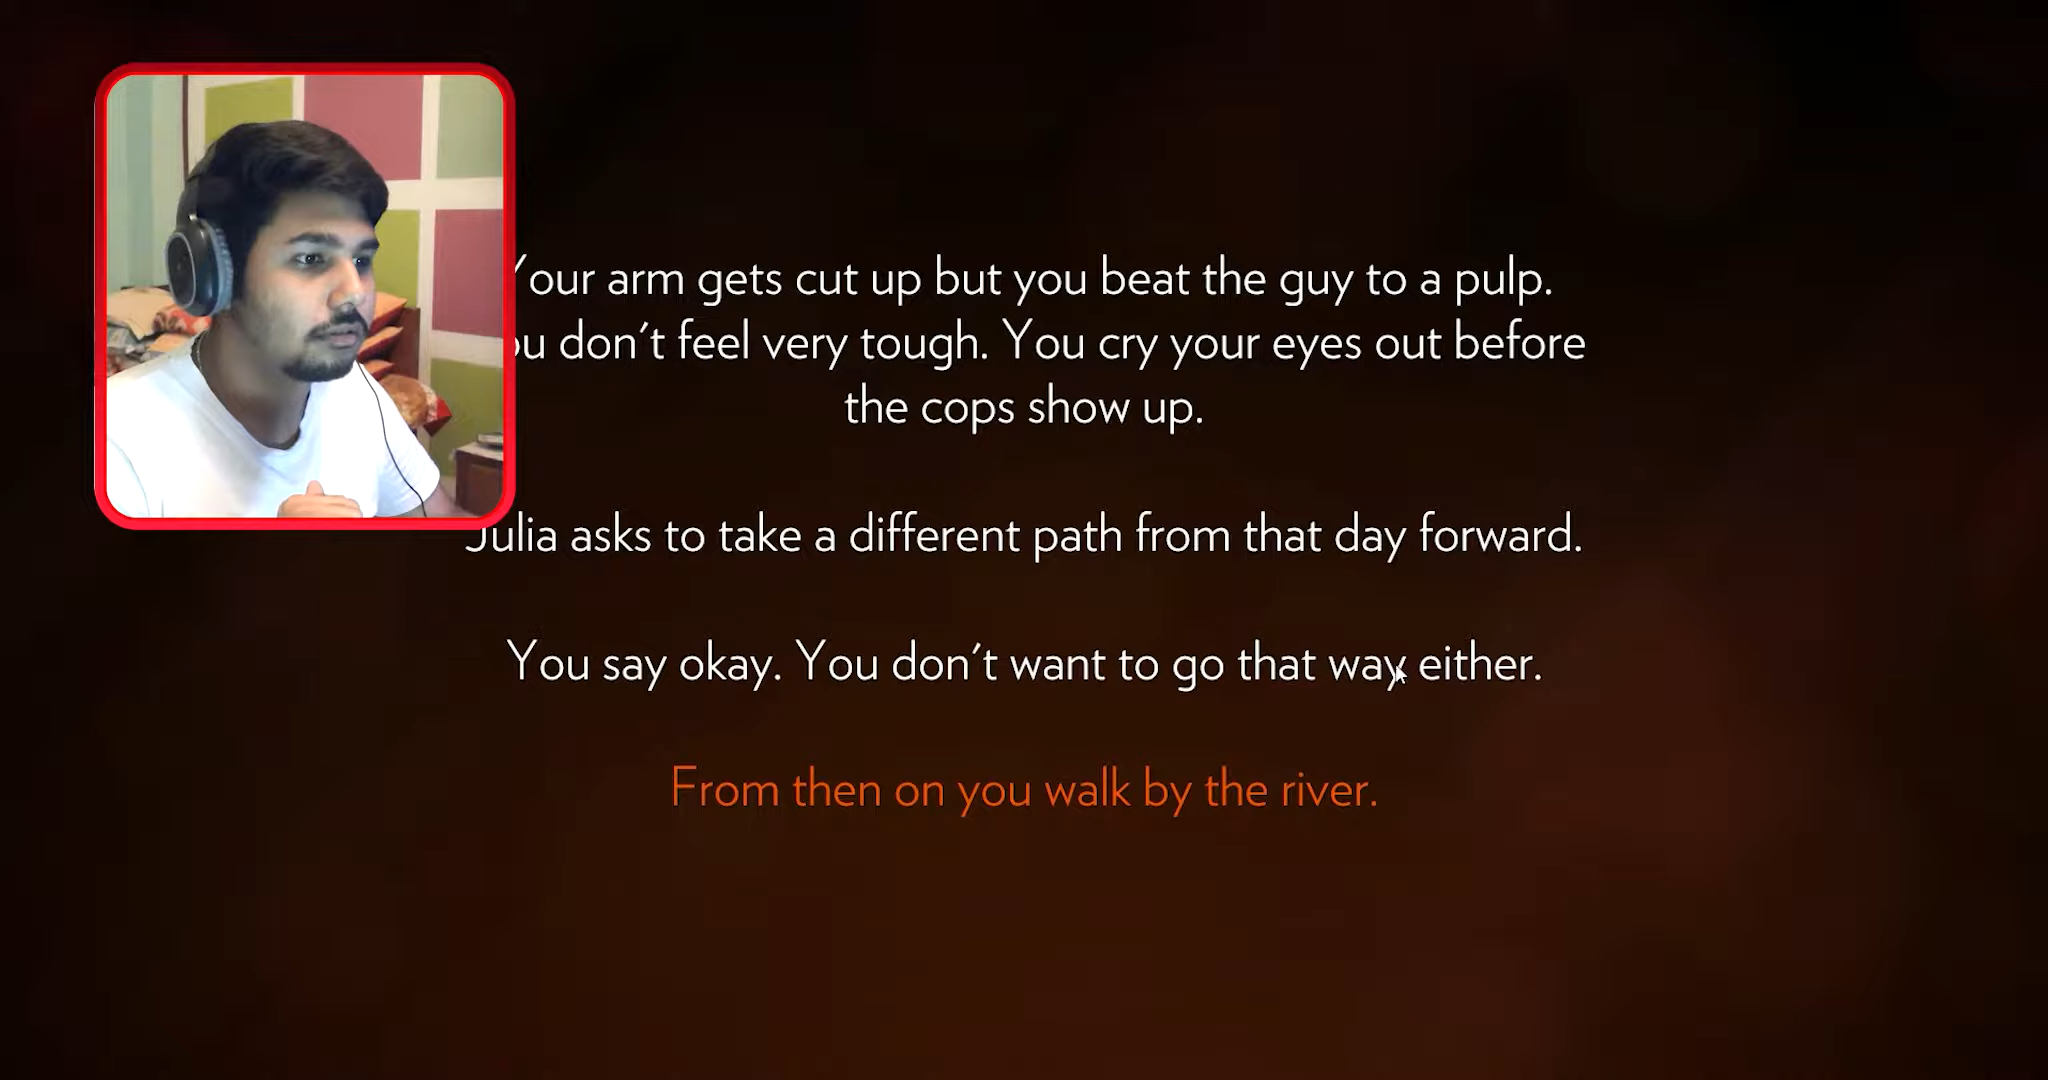 Your arm gets cut up but you beat the guy to a pulp.
ou don't feel very tough. You cry your eyes out before
the cops show up.
Julia asks to take a different path from that day forward.
You say okay. You don't want to go that way either.
From then on you walk by the river.